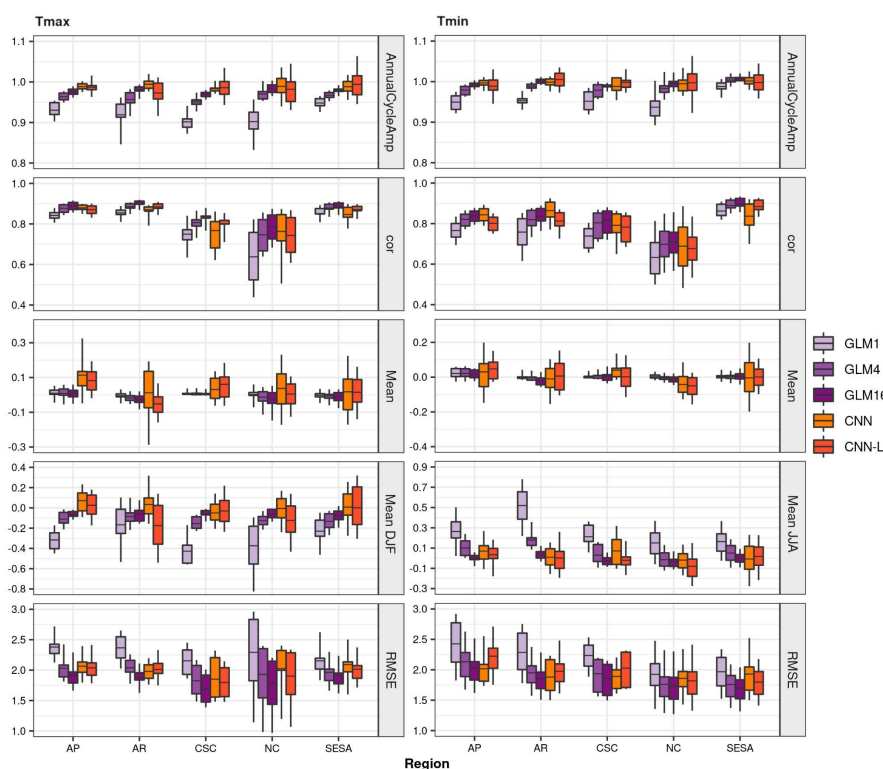 Tmax
Tmin
1.1
1.0
0.9
0.8
AnnualCycleAmp
1.1
1.0
0.9
0.8
AnnualCycleAmp
1.0
0.8
0.6
0.4
cor
1.0
0.8
0.6
0.4
cor
0.3
0.1
-0.1
-0.3
Mean
0.2
0.0
-0.2
-0.4
Mean
0.4
0.2
0.0
-0.2
-0.4
-0.6
-0.8
Mean DJF
0.9
0.7
0.5
0.3
0.1
-0.1
-0.3
Mean JJA
3.0
2.5
2.0
1.5
1.0
RMSE
3.0
2.5
2.0
1.5
1.0
RMSE
AP AR CSC NC SESA
AP AR CSC NC SESA
Region
GLM1
GLM4
GLM16
CNN
CNN-L